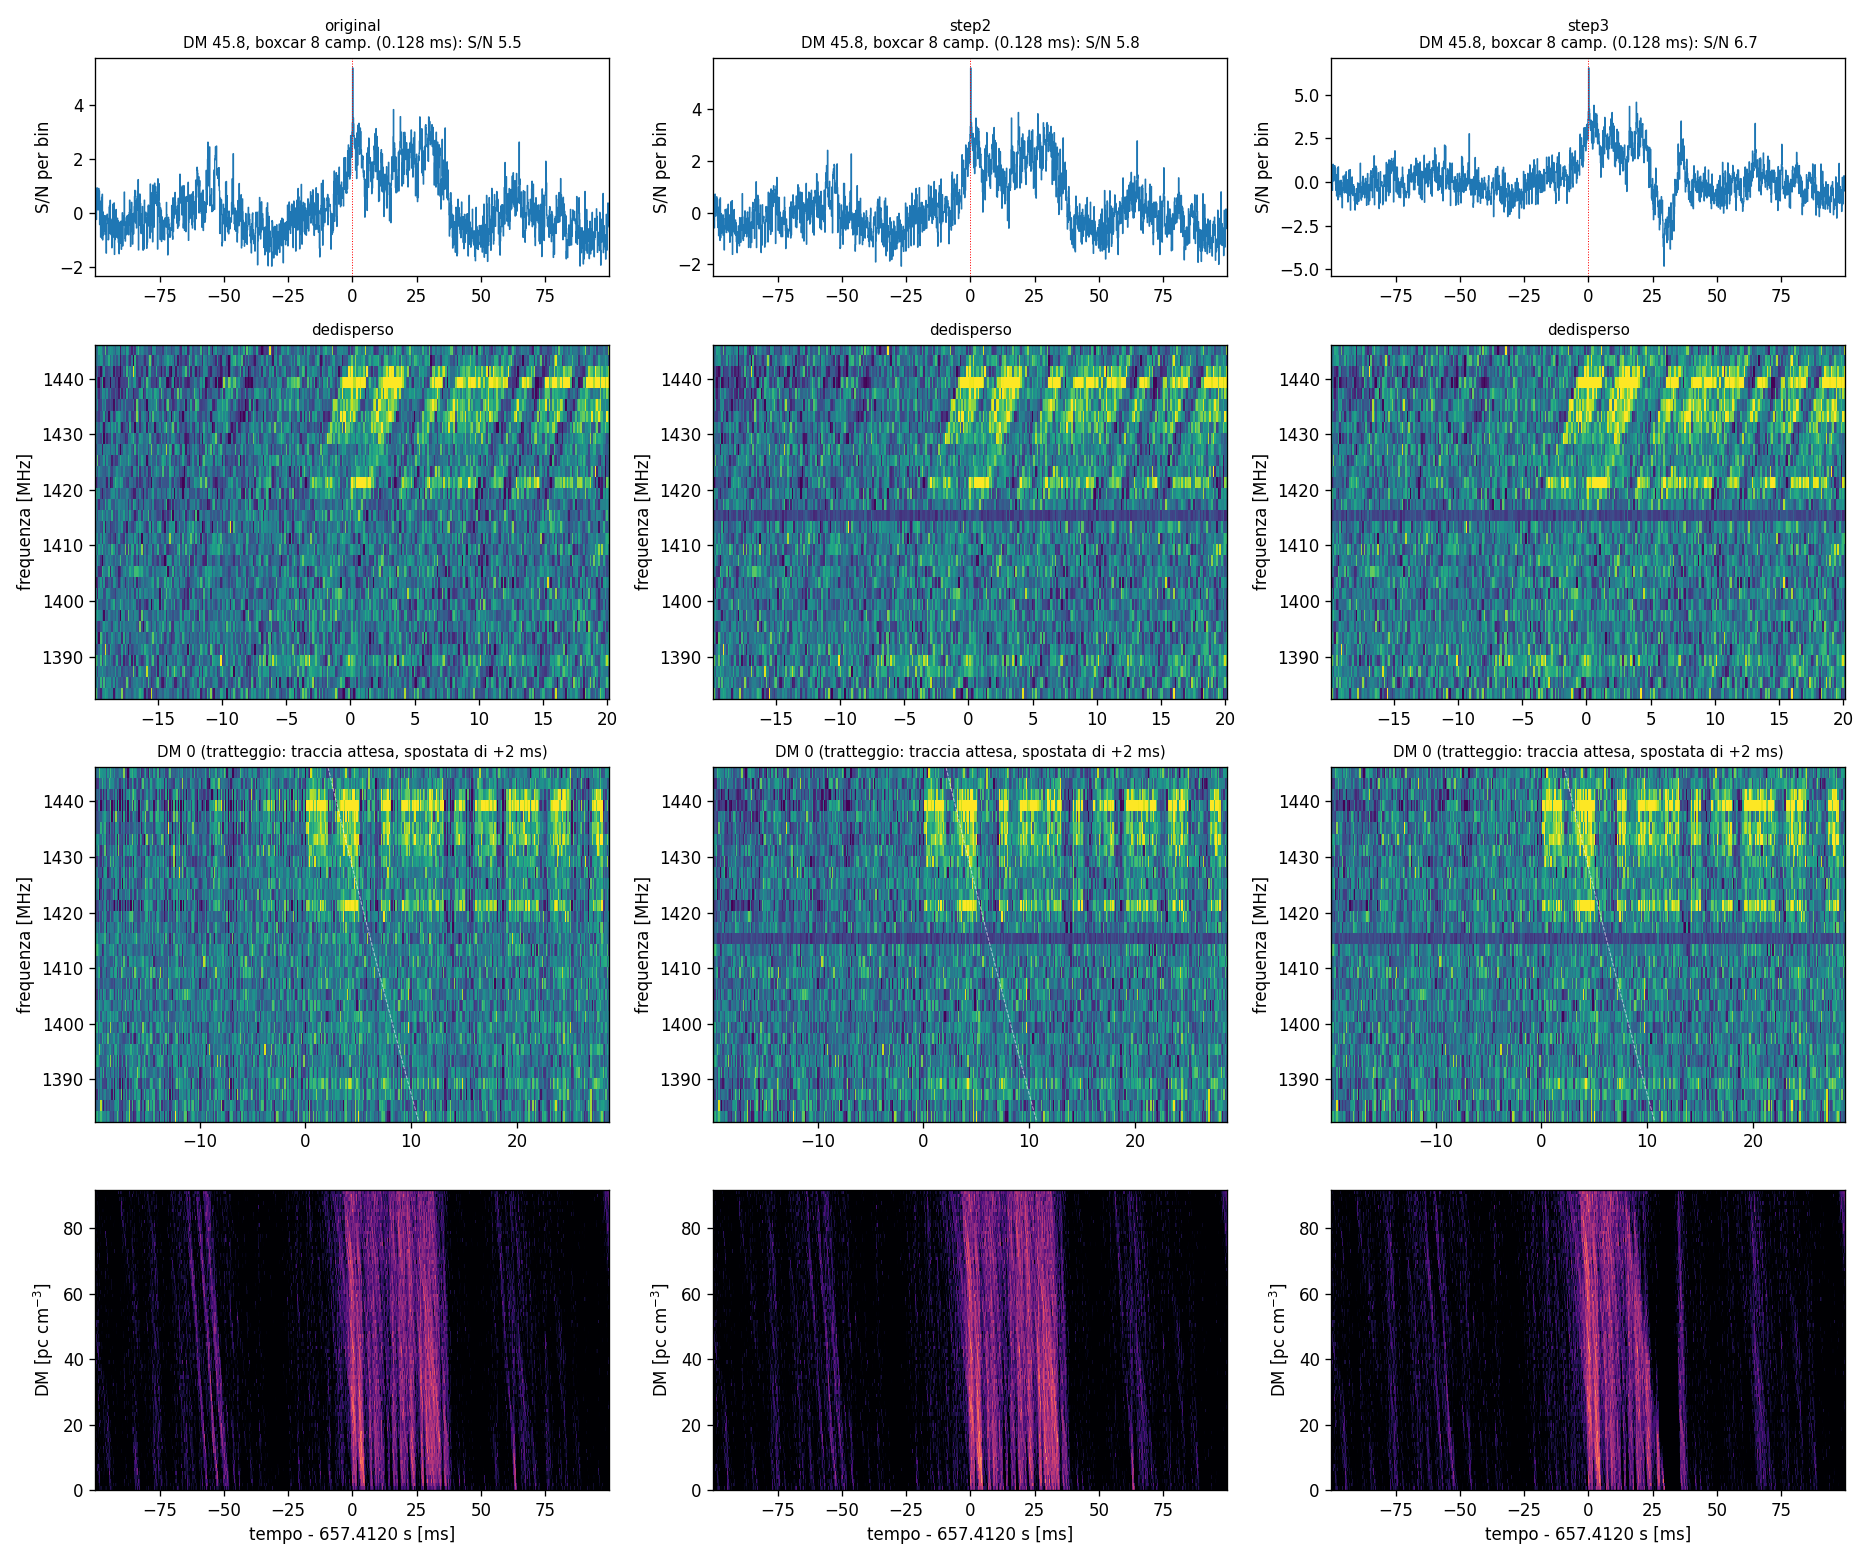 original
DM 45.8, boxcar 8 camp. (0.128 ms): S/N 5.5
step2
DM 45.8, boxcar 8 camp. (0.128 ms): S/N 5.8
step3
DM 45.8, boxcar 8 camp. (0.128 ms): S/N 6.7
S/N per bin
4
2
0
−2
−75 −50 −25 0 25 50 75
S/N per bin
4
2
0
−2
−75 −50 −25 0 25 50 75
S/N per bin
5.0
2.5
0.0
−2.5
−5.0
−75 −50 −25 0 25 50 75
dedisperso
frequenza [MHz]
1440
1430
1420
1410
1400
1390
−15 −10 −5 0 5 10 15 20
dedisperso
frequenza [MHz]
1440
1430
1420
1410
1400
1390
−15 −10 −5 0 5 10 15 20
dedisperso
frequenza [MHz]
1440
1430
1420
1410
1400
1390
−15 −10 −5 0 5 10 15 20
DM 0 (tratteggio: traccia attesa, spostata di +2 ms)
frequenza [MHz]
1440
1430
1420
1410
1400
1390
−10 0 10 20
DM 0 (tratteggio: traccia attesa, spostata di +2 ms)
frequenza [MHz]
1440
1430
1420
1410
1400
1390
−10 0 10 20
DM 0 (tratteggio: traccia attesa, spostata di +2 ms)
frequenza [MHz]
1440
1430
1420
1410
1400
1390
−10 0 10 20
DM [pc cm⁻³]
80
60
40
20
0
−75 −50 −25 0 25 50 75
tempo - 657.4120 s [ms]
DM [pc cm⁻³]
80
60
40
20
0
−75 −50 −25 0 25 50 75
tempo - 657.4120 s [ms]
DM [pc cm⁻³]
80
60
40
20
0
−75 −50 −25 0 25 50 75
tempo - 657.4120 s [ms]